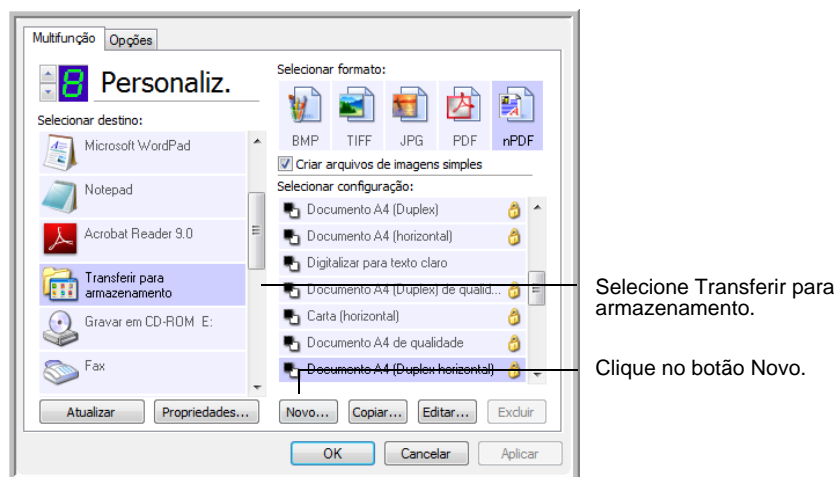 Multifunção
Opções
8
Personaliz.
Selecionar destino:
Microsoft WordPad
Notepad
Acrobat Reader 9.0
Transferir para
armazenamento
Gravar em CD-ROM E:
Fax
Atualizar
Propriedades...
Selecionar formato:
BMP
TIFF
JPG
PDF
nPDF
Criar arquivos de imagens simples
Selecionar configuração:
Documento A4 (Duplex)
Documento A4 (horizontal)
Digitalizar para texto claro
Documento A4 (Duplex) de qualid...
Carta (horizontal)
Documento A4 de qualidade
Documento A4 (Duplex horizontal)
Novo...
Copiar...
Editar...
Excluir
OK
Cancelar
Aplicar
Selecione Transferir para
armazenamento.
Clique no botão Novo.